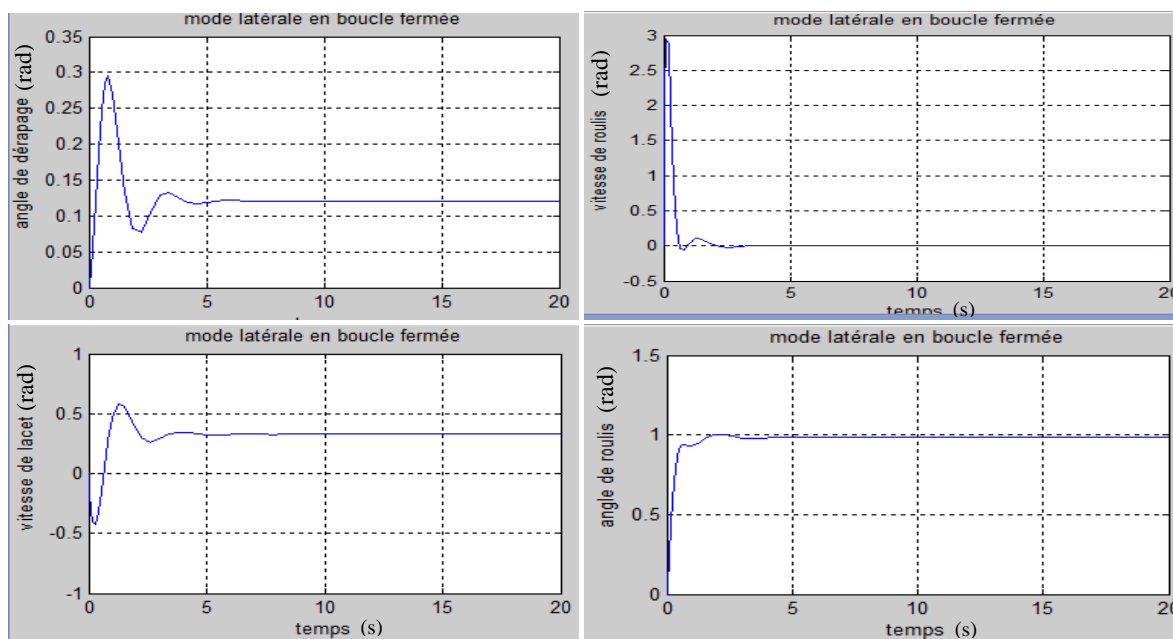 mode latérale en boucle fermée
angle de dérapage (rad)
0.35
0.3
0.25
0.2
0.15
0.1
0.05
0
0 5 10 15 20
mode latérale en boucle fermée
vitesse de roulis (rad)
3
2.5
2
1.5
1
0.5
0
-0.5
0 5 10 15 20
temps (s)
mode latérale en boucle fermée
vitesse de lacet (rad)
1
0.5
0
-0.5
-1
0 5 10 15 20
temps (s)
mode latérale en boucle fermée
angle de roulis (rad)
1.5
1
0.5
0
0 5 10 15 20
temps (s)